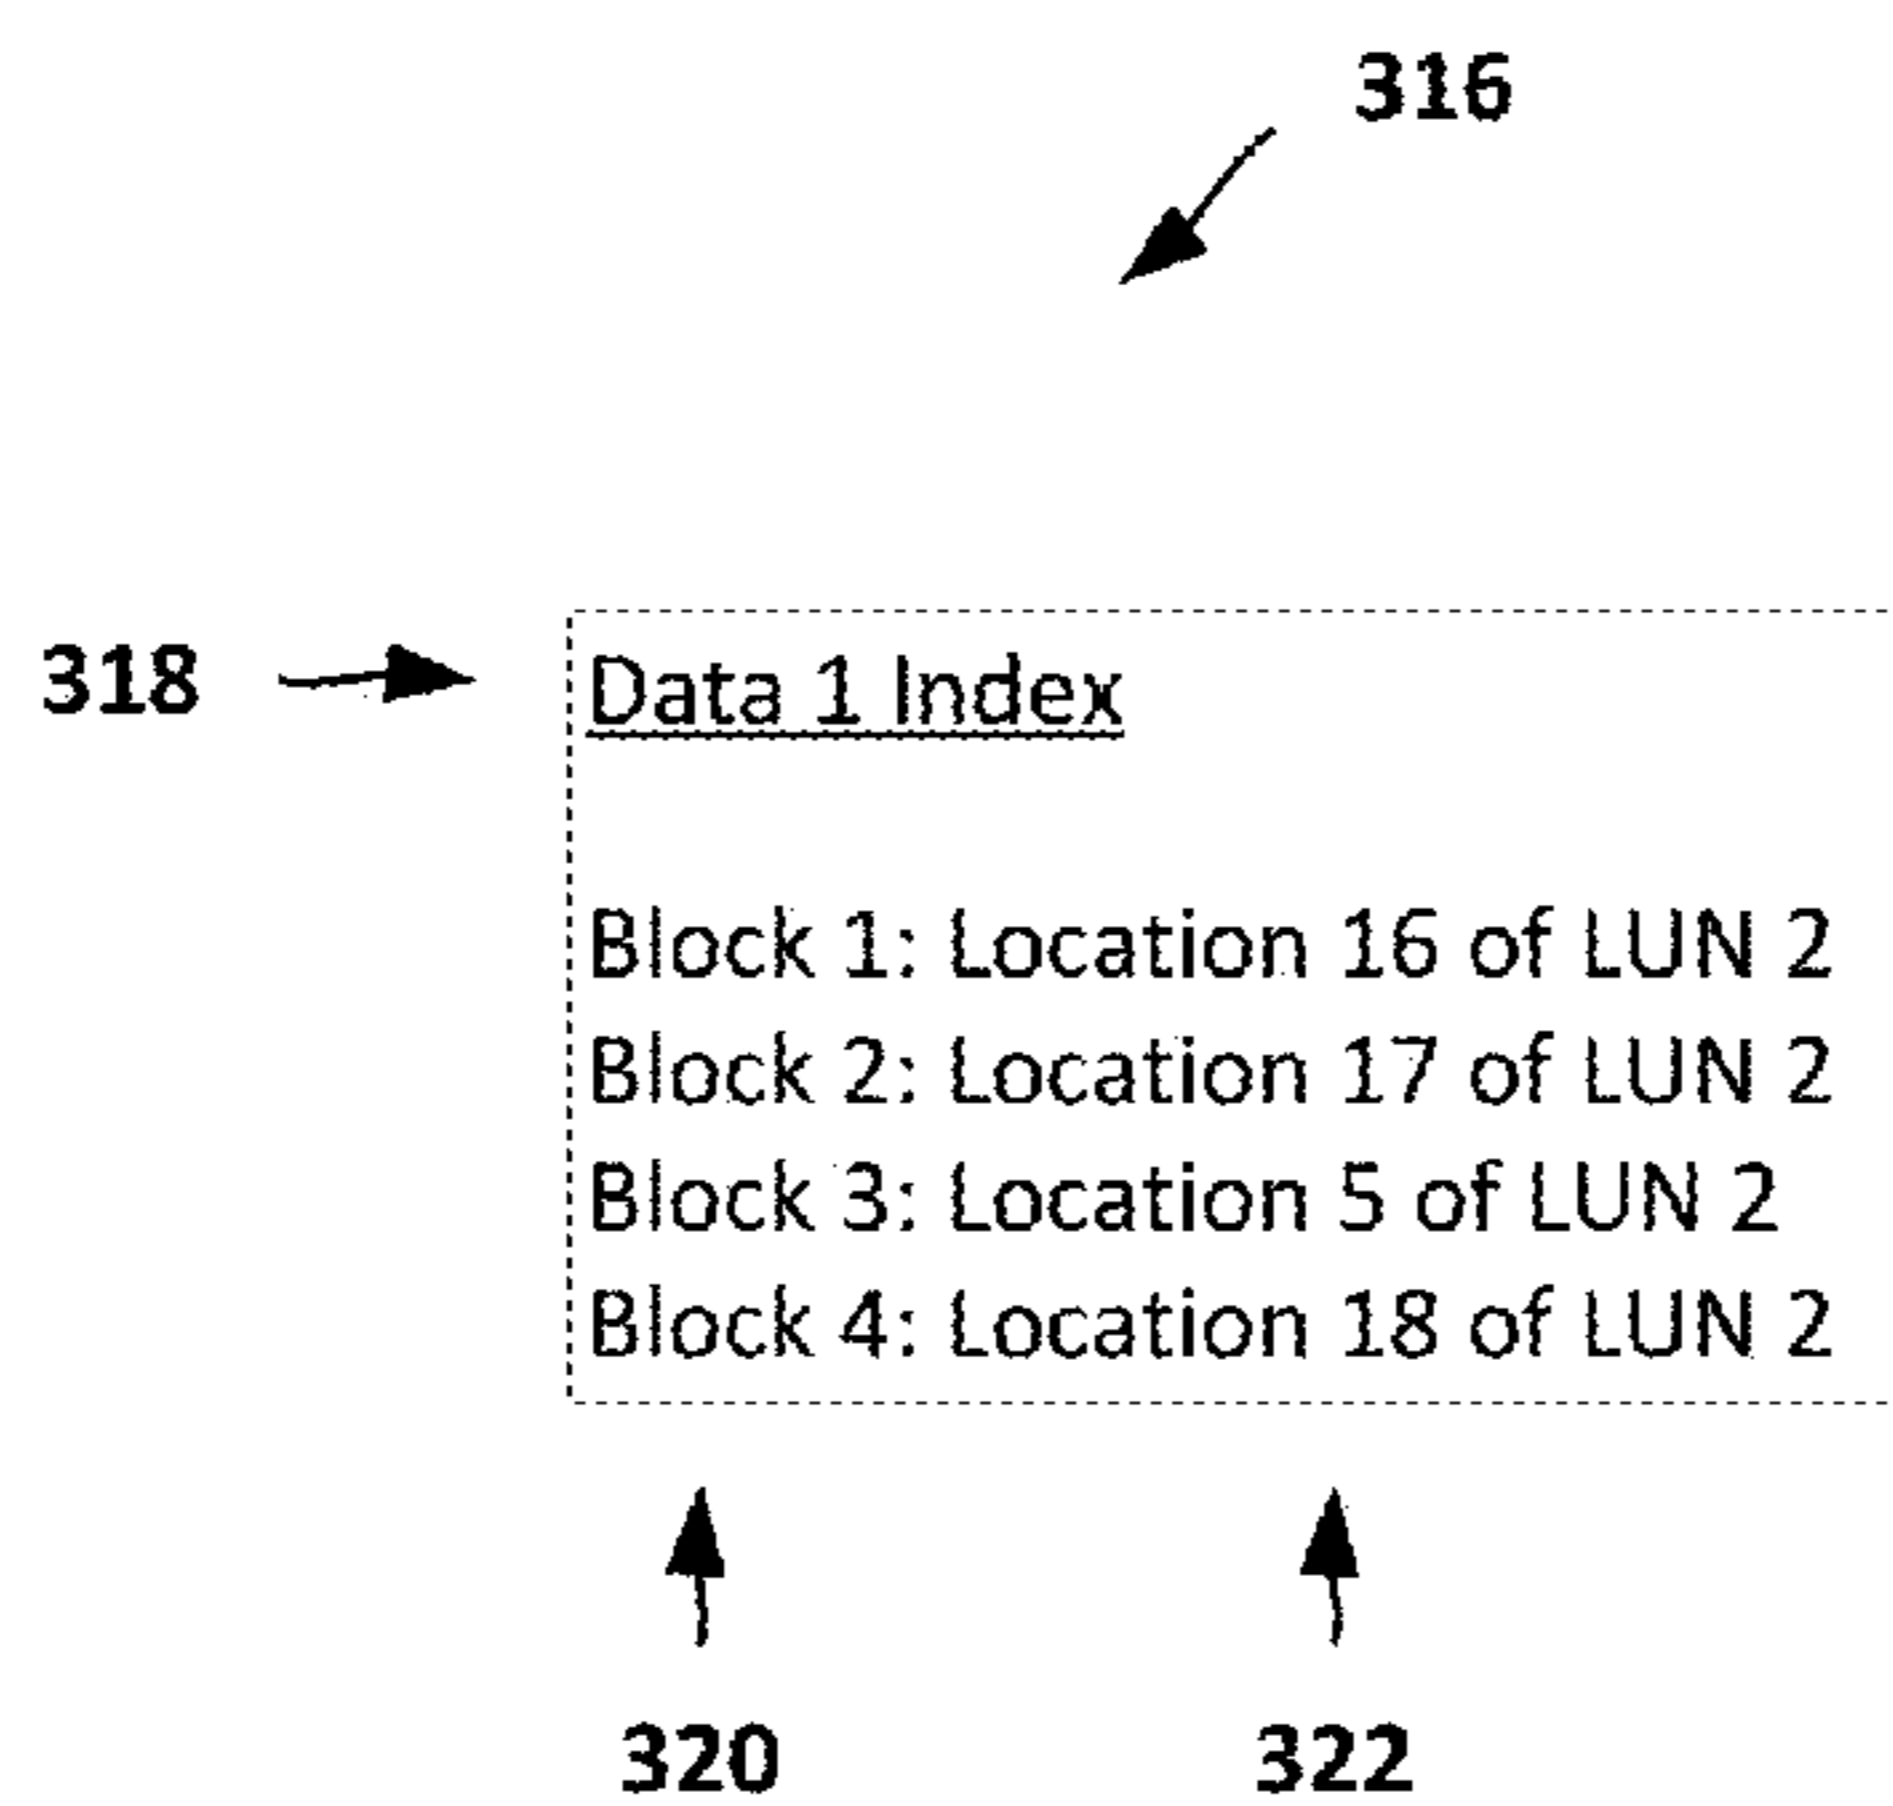 316
318
Data 1 Index
Block 1: Location 16 of LUN 2
Block 2: Location 17 of LUN 2
Block 3: Location 5 of LUN 2
Block 4: Location 18 of LUN 2
320 322